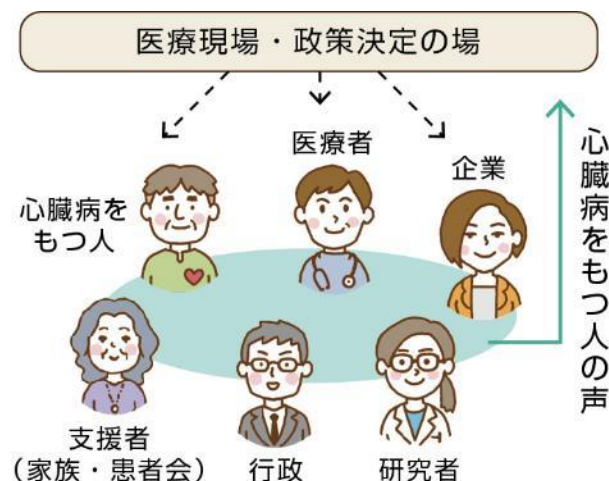 医療現場・政策決定の場
医療者
企業
心臓病を
もつ人
心臓病をもつ人の声
支援者
（家族・患者会）
行政
研究者